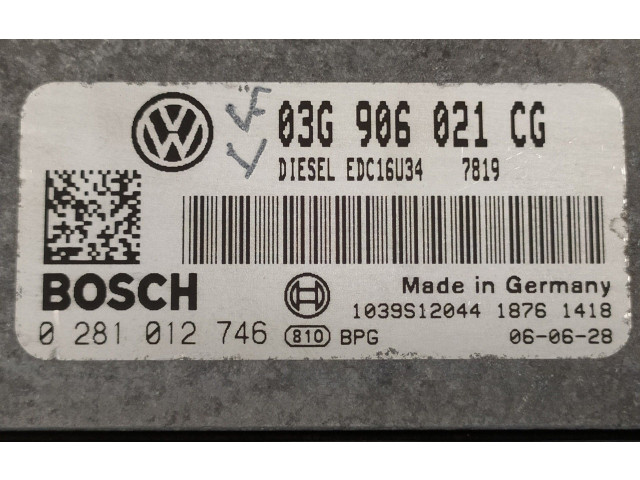 VF 03G 906 021 CG
V DIESEL EDC16U34 7819
BOSCH
Made in Germany
1039S12044 1876 1418
0 281 012 746 810 BPG 06-06-28